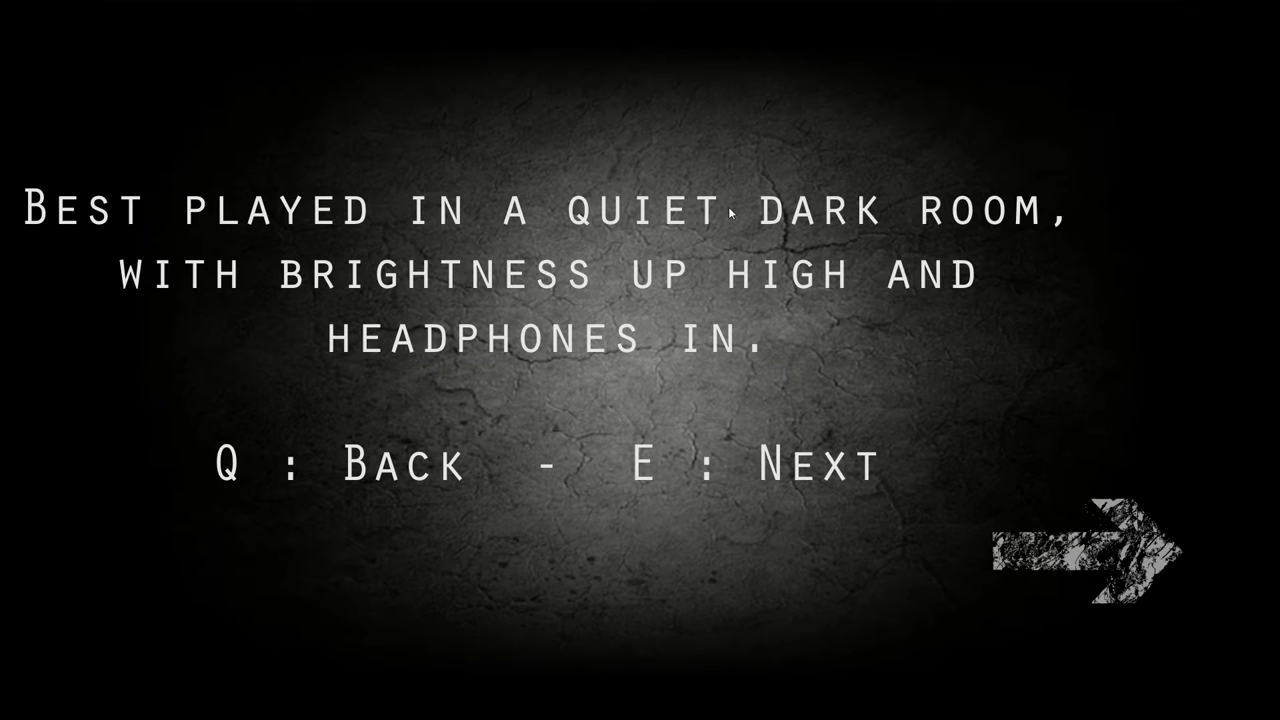 Best played in a quiet dark room,
with brightness up high and
headphones in.
Q : Back - E : Next